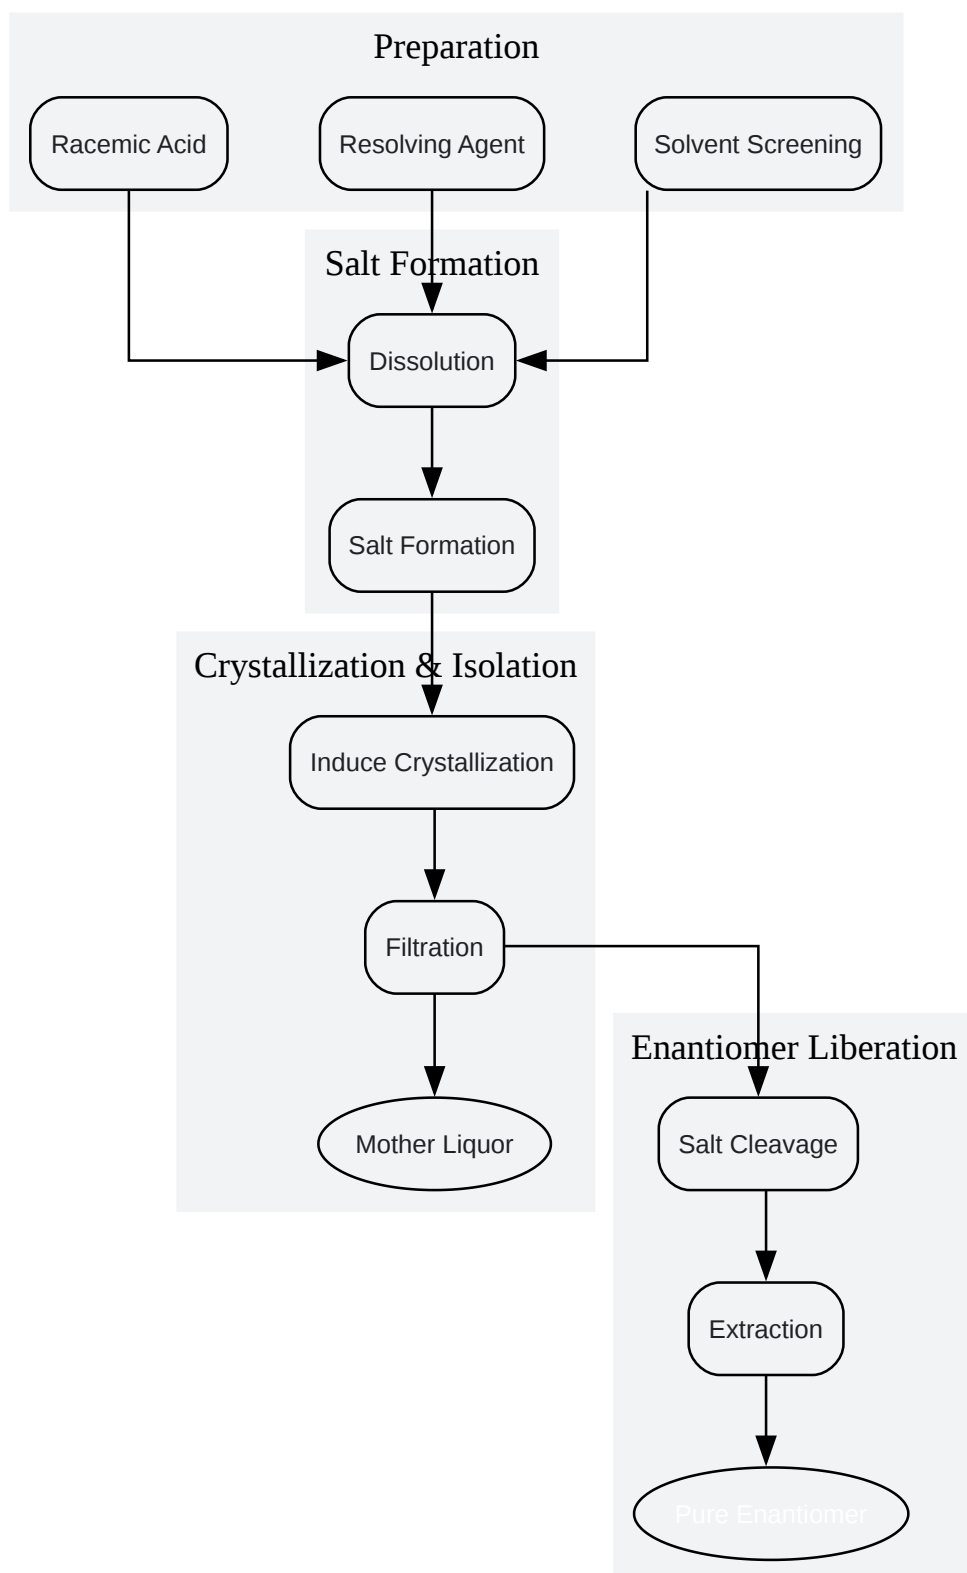 Preparation
Racemic Acid
Resolving Agent
Solvent Screening
Salt Formation
Dissolution
Salt Formation
Crystallization & Isolation
Induce Crystallization
Filtration
Mother Liquor
Enantiomer Liberation
Salt Cleavage
Extraction
Pure Enantiomer